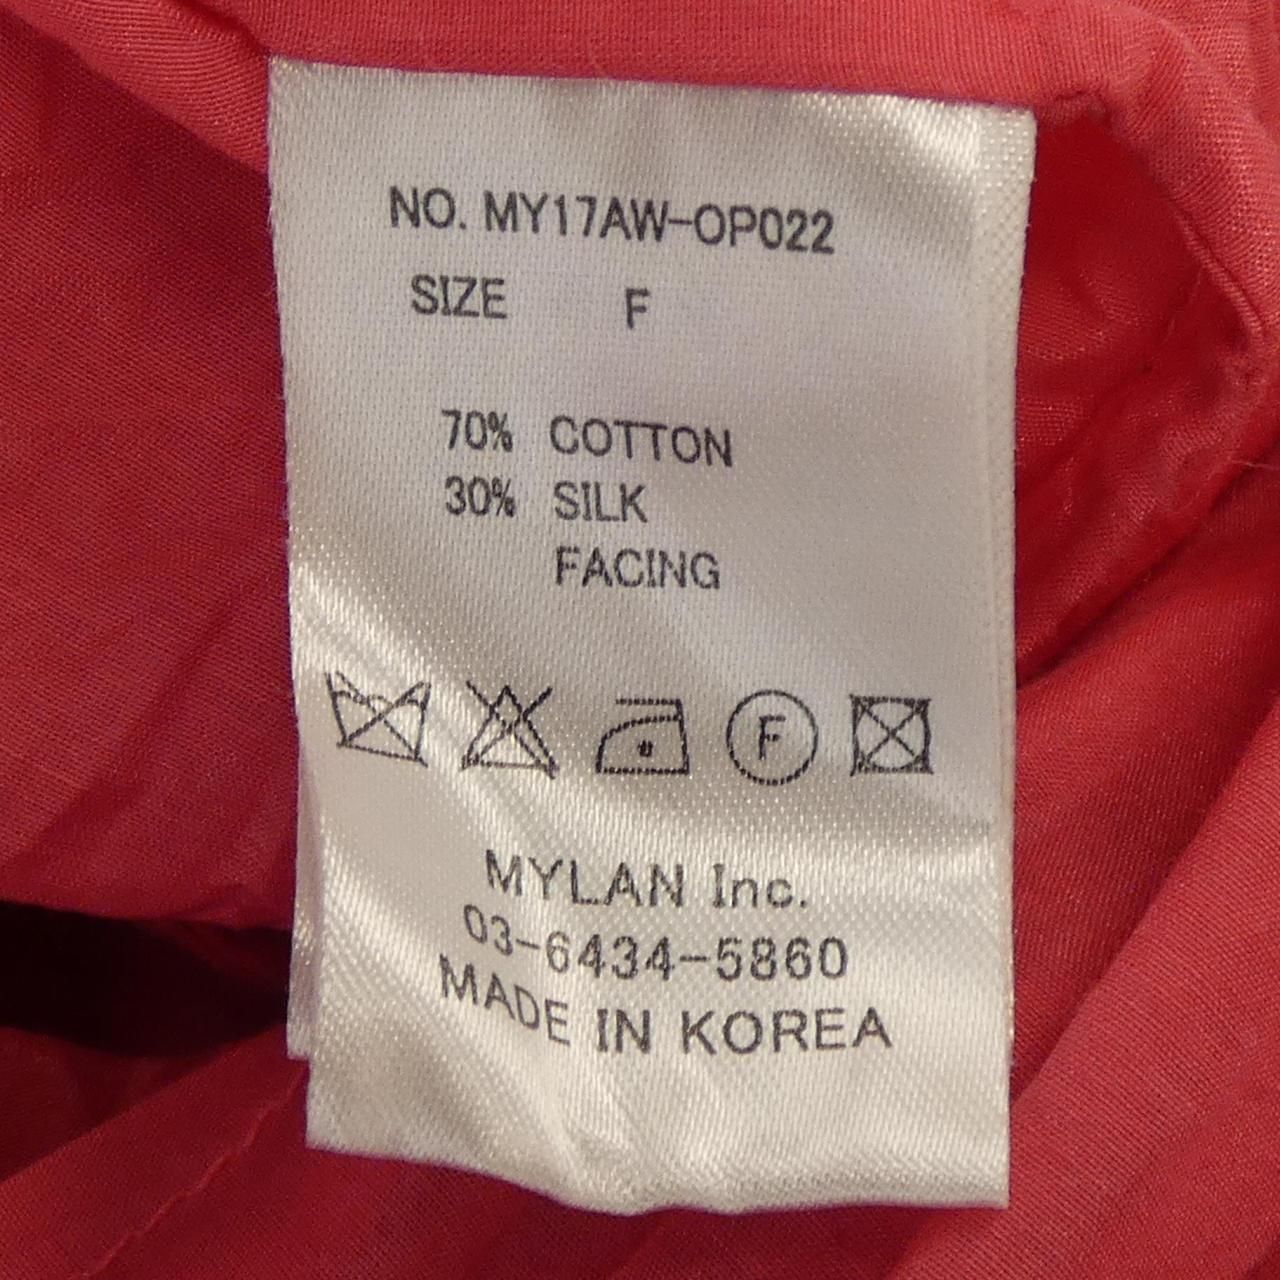 NO. MY17AW-OP022
SIZE F
70% COTTON
30% SILK
FACING
F
MYLAN Inc.
03-6434-5860
MADE IN KOREA